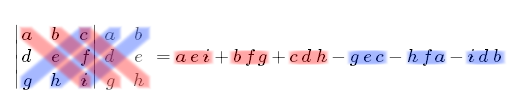 a b c a b
d e f d e = a e i + b f g + c d h − g e c − h f a − i d b
g h i g h